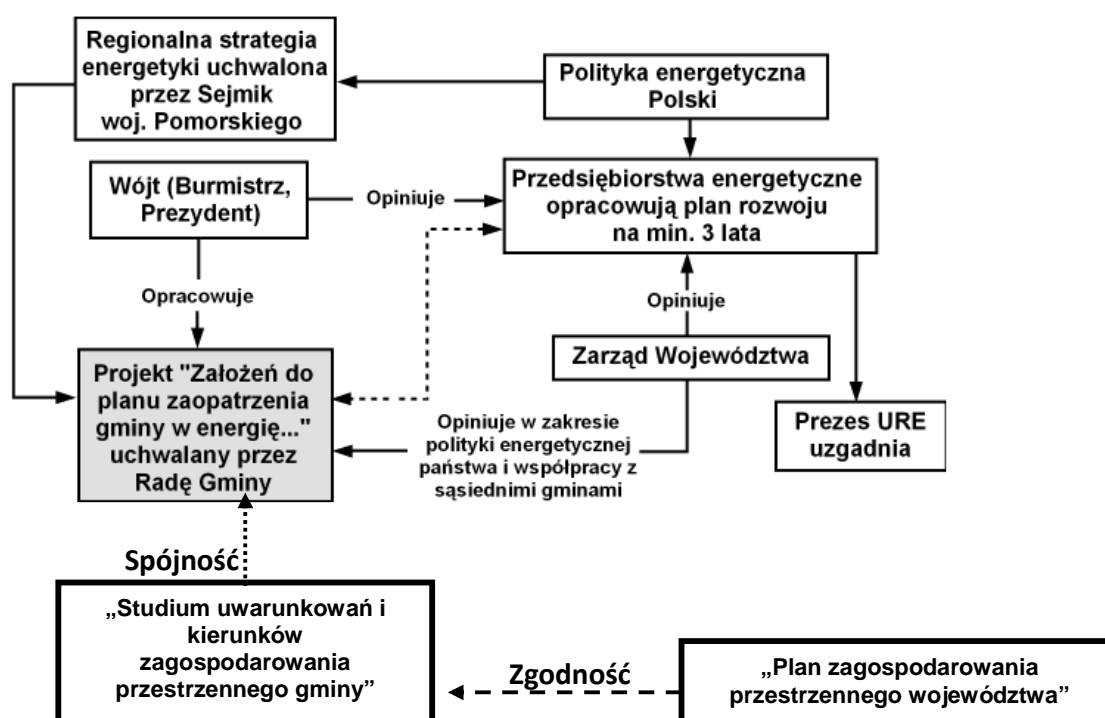 Regionalna strategia
energetyki uchwalona
przez Sejmik
woj. Pomorskiego
Polityka energetyczna
Polski
Wójt (Burmistrz,
Prezydent)
Opiniuje
Przedsiębiorstwa energetyczne
opracowują plan rozwoju
na min. 3 lata
Opracowuje
Opiniuje
Zarząd Województwa
Projekt "Założeń do
planu zaopatrzenia
gminy w energię..."
uchwalany przez
Radę Gminy
Opiniuje w zakresie
polityki energetycznej
państwa i współpracy z
sąsiednimi gminami
Prezes URE
uzgadnia
Spójność
„Studium uwarunkowań i
kierunków
zagospodarowania
przestrzennego gminy”
Zgodność
„Plan zagospodarowania
przestrzennego województwa”